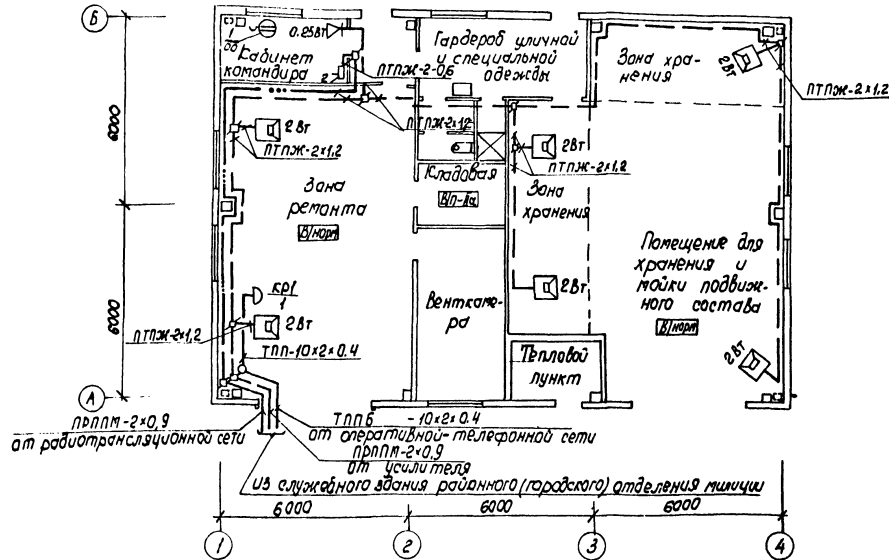 Б
1
об
0.25Вт
Кабинет
командира
2
ПТПЖ-2-0,6
Гардероб уличной
и специальной
одежды
Зона хра-
нения
2Вт
ПТПЖ-2×1,2
6000
2Вт
ПТПЖ-2×1,2
ПТПЖ-2×1,2
2Вт
ПТПЖ-2×1,2
Зона
ремонта
В/норм
Кладовая
В/П-IIа
Зона
хранения
Помещение для
хранения и
мойки подвиж-
ного состава
В/норм
6000
КР1
1
2Вт
ПТПЖ-2×1,2
ТПП-10×2×0.4
Венткаме-
ра
2Вт
Тепловой
пункт
2Вт
А
ПРППМ-2×0,9
от радиотрансляционной сети
ТППБ -10×2×0.4
от оперативной-телефонной сети
ПРППМ-2×0,9
от усилителя
из служебного здания районного (городского) отделения милиции
6000 6000 6000
1 2 3 4